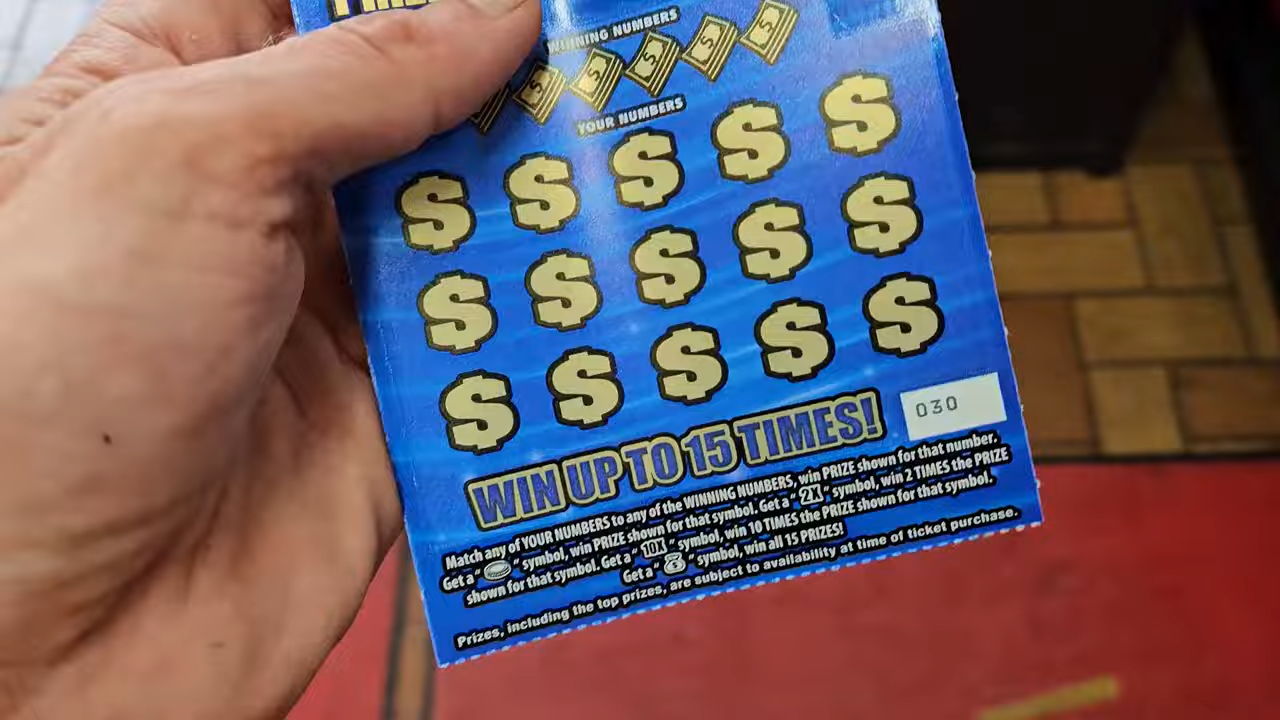 WINNING NUMBERS
YOUR NUMBERS
WIN UP TO 15 TIMES!
030
Match any of YOUR NUMBERS to any of the WINNING NUMBERS, win PRIZE shown for that number.
Get a " " symbol, win PRIZE shown for that symbol. Get a " 2X " symbol, win 2 TIMES the PRIZE
shown for that symbol. Get a " 10X " symbol, win 10 TIMES the PRIZE shown for that symbol.
Get a " " symbol, win all 15 PRIZES!
Prizes, including the top prizes, are subject to availability at time of ticket purchase.